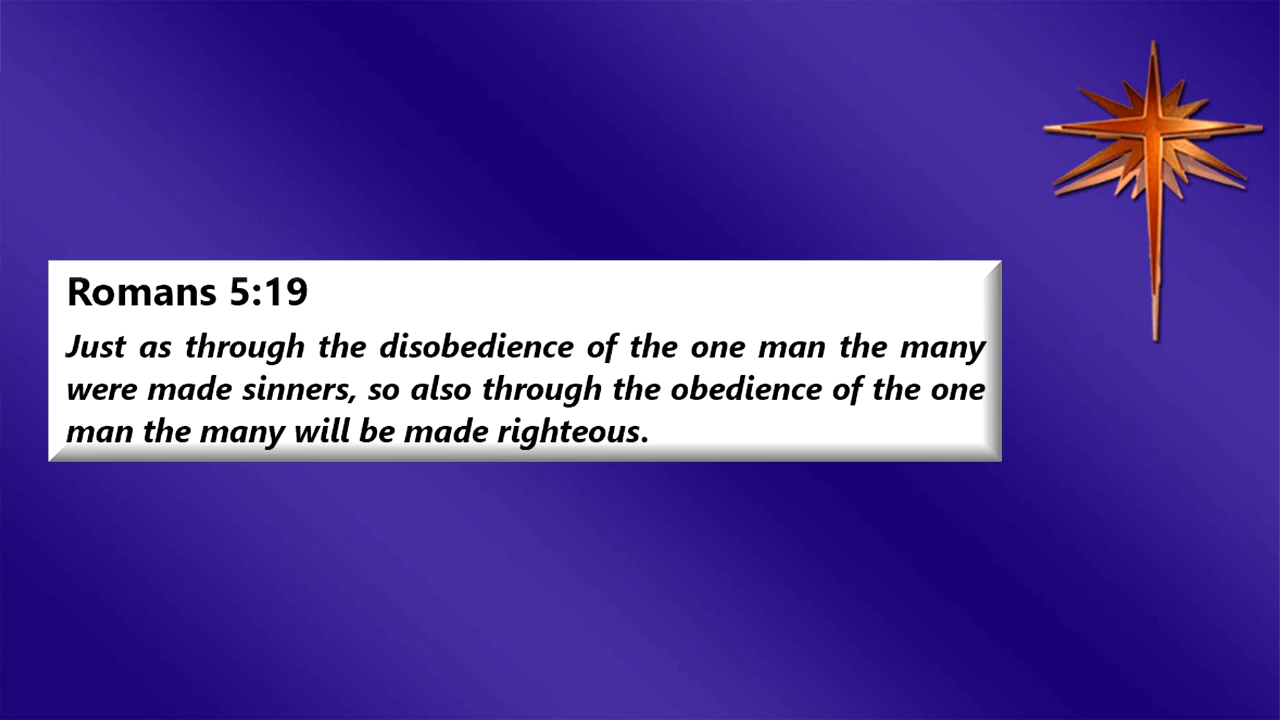 Romans 5:19
Just as through the disobedience of the one man the many
were made sinners, so also through the obedience of the one
man the many will be made righteous.